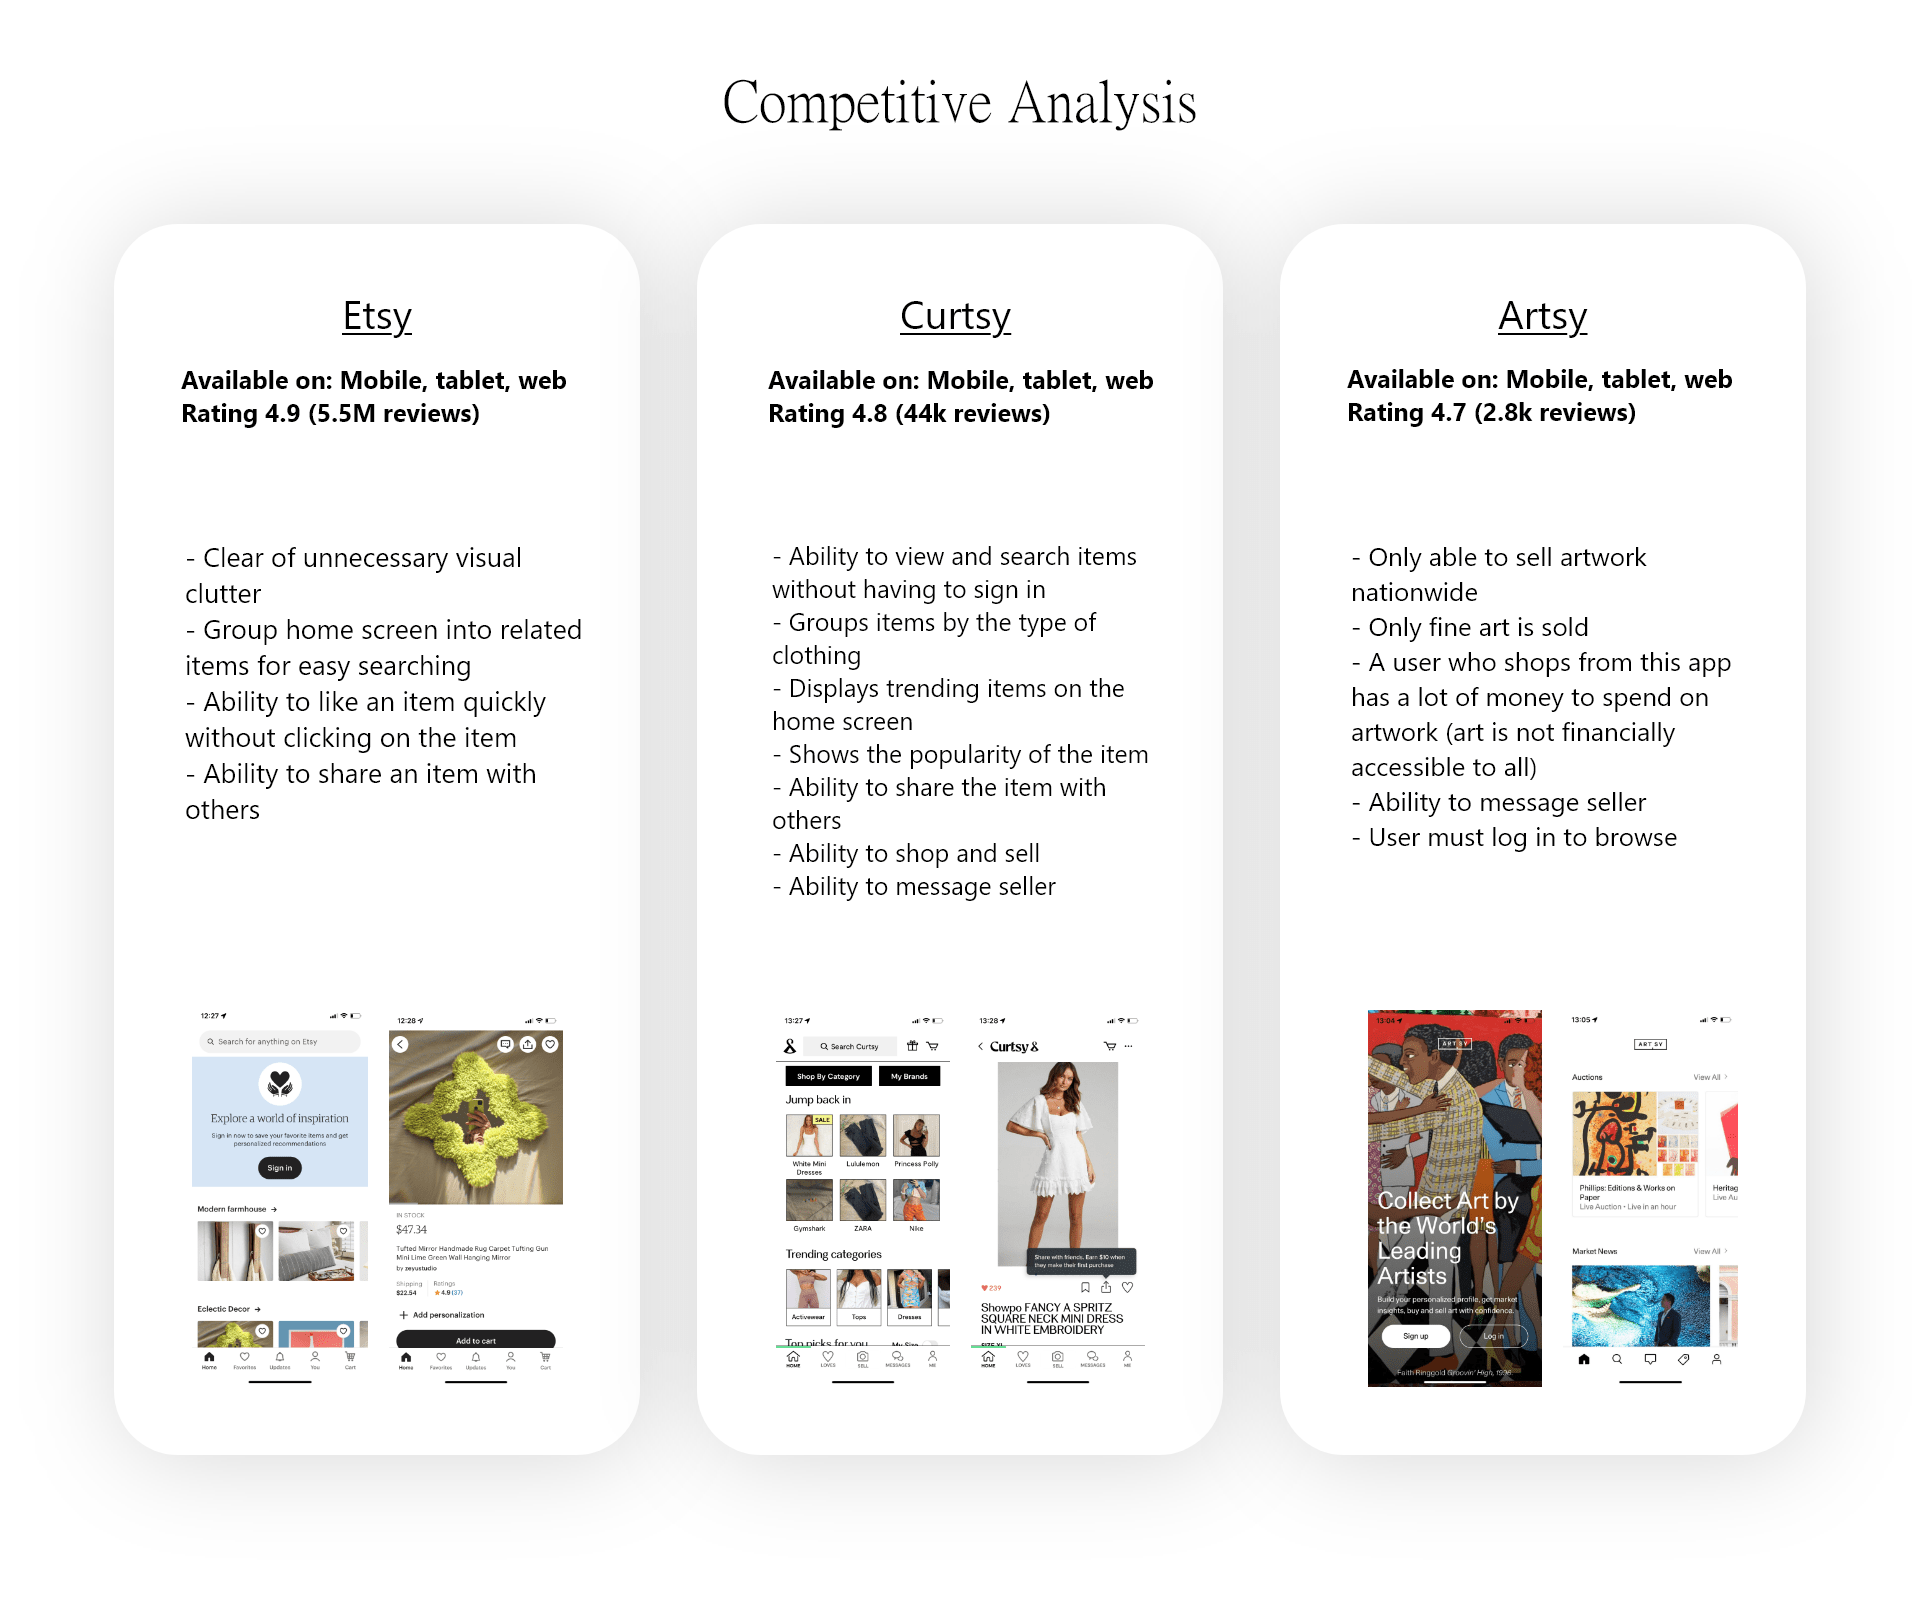 Competitive Analysis
Etsy
Available on: Mobile, tablet, web
Rating 4.9 (5.5M reviews)
- Clear of unnecessary visual
clutter
- Group home screen into related
items for easy searching
- Ability to like an item quickly
without clicking on the item
- Ability to share an item with
others
12:27
Search for anything on Etsy
Explore a world of inspiration
Sign in now to save your favorite items and get
personalized recommendations
Sign in
Modern farmhouse →
Eclectic Decor →
Home Favorites Updates You Cart
12:28
IN STOCK
$47.34
Tufted Mirror Handmade Rug Carpet Tufting Gun
Mini Lime Green Wall Hanging Mirror
by zeyustudio
Shipping Ratings
$22.54 4.9 (37)
Add personalization
Add to cart
Home Favorites Updates You Cart
Curtsy
Available on: Mobile, tablet, web
Rating 4.8 (44k reviews)
- Ability to view and search items
without having to sign in
- Groups items by the type of
clothing
- Displays trending items on the
home screen
- Shows the popularity of the item
- Ability to share the item with
others
- Ability to shop and sell
- Ability to message seller
13:27
Search Curtsy
Shop By Category My Brands
Jump back in
SALE
White Mini
Dresses
Lululemon Princess Polly
Gymshark ZARA Nike
Trending categories
Activewear Tops Dresses
Top picks for you My Size
HOME LOVES SELL MESSAGES ME
13:28
Curtsy
Share with friends. Earn $10 when
they make their first purchase
239
Showpo FANCY A SPRITZ
SQUARE NECK MINI DRESS
IN WHITE EMBROIDERY
SIZE XL
HOME LOVES SELL MESSAGES ME
Artsy
Available on: Mobile, tablet, web
Rating 4.7 (2.8k reviews)
- Only able to sell artwork
nationwide
- Only fine art is sold
- A user who shops from this app
has a lot of money to spend on
artwork (art is not financially
accessible to all)
- Ability to message seller
- User must log in to browse
13:04
ARTSY
Collect Art by
the World's
Leading
Artists
Build your personalized profile, get market
insights, buy and sell art with confidence.
Sign up Log in
Faith Ringgold Groovin' High, 1996.
13:05
ARTSY
Auctions View All
Phillips: Editions & Works on
Paper
Live Auction • Live in an hour
Heritag
Live Au
Market News View All